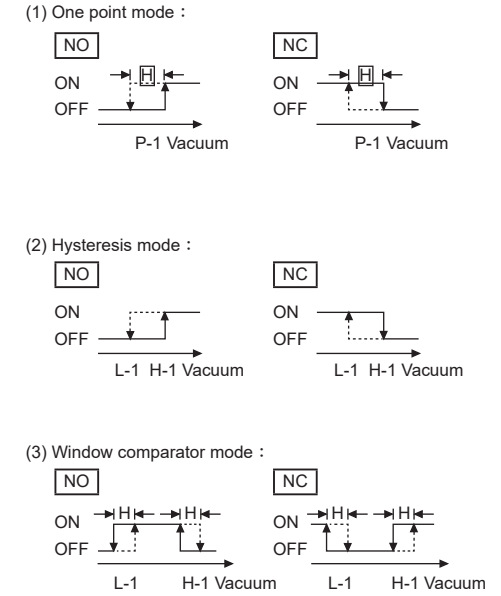 (1) One point mode：
NO NC
H H
ON ON
OFF OFF
P-1 Vacuum P-1 Vacuum
(2) Hysteresis mode：
NO NC
ON ON
OFF OFF
L-1 H-1 Vacuum L-1 H-1 Vacuum
(3) Window comparator mode：
NO NC
H H H H
ON ON
OFF OFF
L-1 H-1 Vacuum L-1 H-1 Vacuum